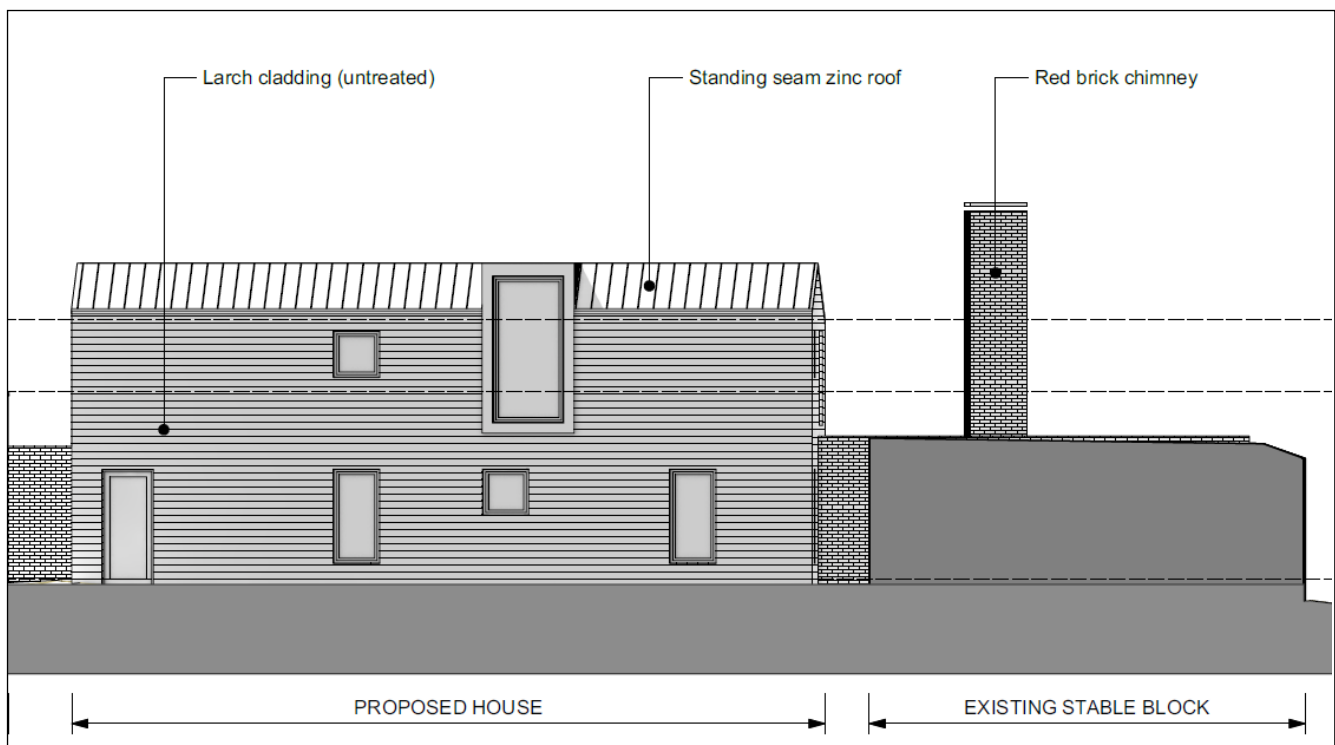 Larch cladding (untreated)
Standing seam zinc roof
Red brick chimney
PROPOSED HOUSE
EXISTING STABLE BLOCK